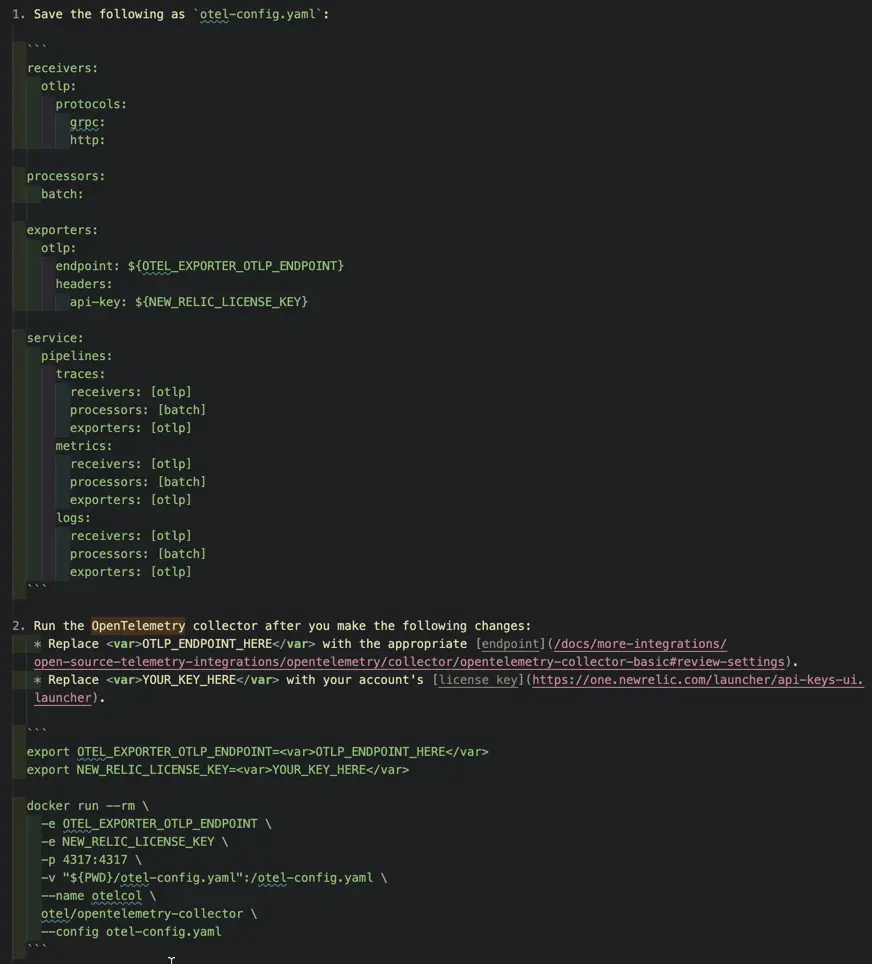 1. Save the following as `otel-config.yaml`:
```
receivers:
  otlp:
    protocols:
      grpc:
      http:
processors:
  batch:
exporters:
  otlp:
    endpoint: ${OTEL_EXPORTER_OTLP_ENDPOINT}
    headers:
      api-key: ${NEW_RELIC_LICENSE_KEY}
service:
  pipelines:
    traces:
      receivers: [otlp]
      processors: [batch]
      exporters: [otlp]
    metrics:
      receivers: [otlp]
      processors: [batch]
      exporters: [otlp]
    logs:
      receivers: [otlp]
      processors: [batch]
      exporters: [otlp]
```
2. Run the OpenTelemetry collector after you make the following changes:
   * Replace <var>OTLP_ENDPOINT_HERE</var> with the appropriate [endpoint](/docs/more-integrations/
   open-source-telemetry-integrations/opentelemetry/collector/opentelemetry-collector-basic#review-settings).
   * Replace <var>YOUR_KEY_HERE</var> with your account's [license key](https://one.newrelic.com/launcher/api-keys-ui.
   launcher).
```
export OTEL_EXPORTER_OTLP_ENDPOINT=<var>OTLP_ENDPOINT_HERE</var>
export NEW_RELIC_LICENSE_KEY=<var>YOUR_KEY_HERE</var>
docker run --rm \
  -e OTEL_EXPORTER_OTLP_ENDPOINT \
  -e NEW_RELIC_LICENSE_KEY \
  -p 4317:4317 \
  -v "${PWD}/otel-config.yaml":/otel-config.yaml \
  --name otelcol \
  otel/opentelemetry-collector \
  --config otel-config.yaml
```